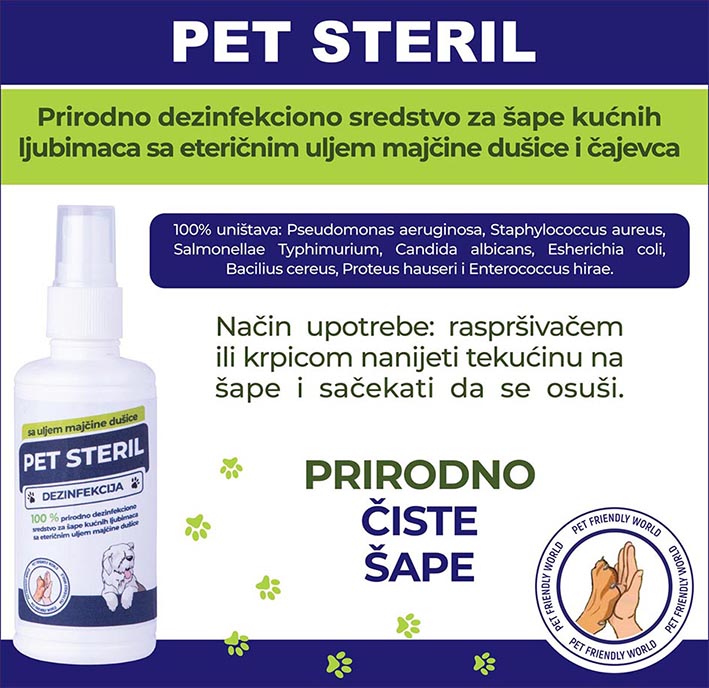 PET STERIL
Prirodno dezinfekciono sredstvo za šape kućnih
ljubimaca sa eteričnim uljem majčine dušice i čajevca
100% uništava: Pseudomonas aeruginosa, Staphylococcus aureus,
Salmonellae Typhimurium, Candida albicans, Esherichia coli,
Bacilius cereus, Proteus hauseri i Enterococcus hirae.
Način upotrebe: raspršivačem
ili krpicom nanijeti tekućinu na
šape i sačekati da se osuši.
sa uljem majčine dušice
PET STERIL
DEZINFEKCIJA
100 % prirodno dezinfekciono
sredstvo za šape kućnih ljubimaca
sa eteričnim uljem majčine dušice
PRIRODNO
ČISTE
ŠAPE
PET FRIENDLY WORLD
PET FRIENDLY WORLD
PET FRIENDLY WORLD
PET FRIENDLY WORLD